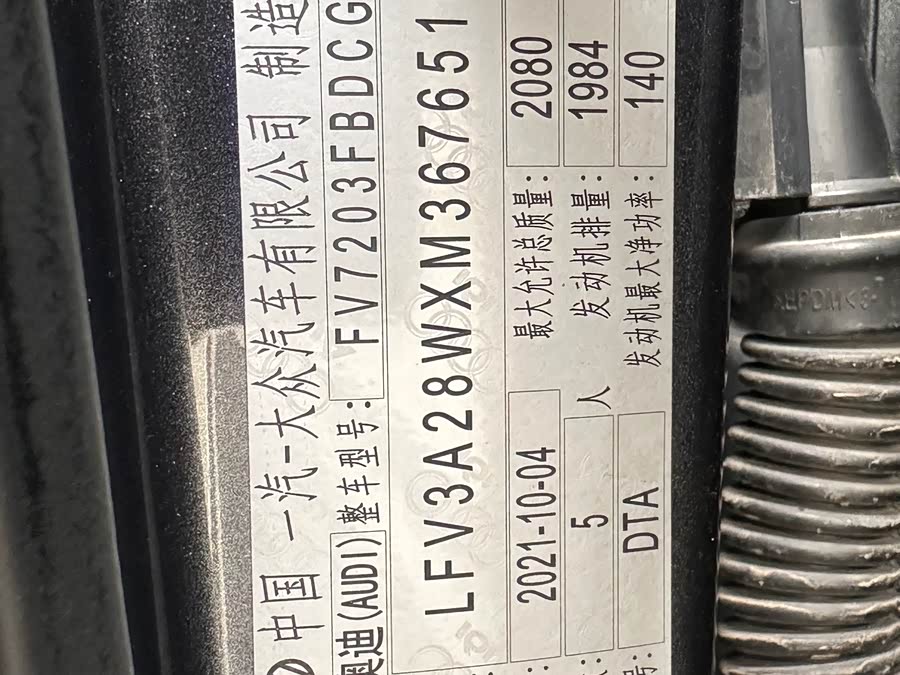 中国 一汽-大众汽车有限公司 制造
奥迪(AUDI) 整车型号: FV7203FBDCG
LFV3A28WXM367651
2021-10-04 最大允许总质量: 2080
: 5 人 发动机排量: 1984
号: DTA 发动机最大净功率: 140